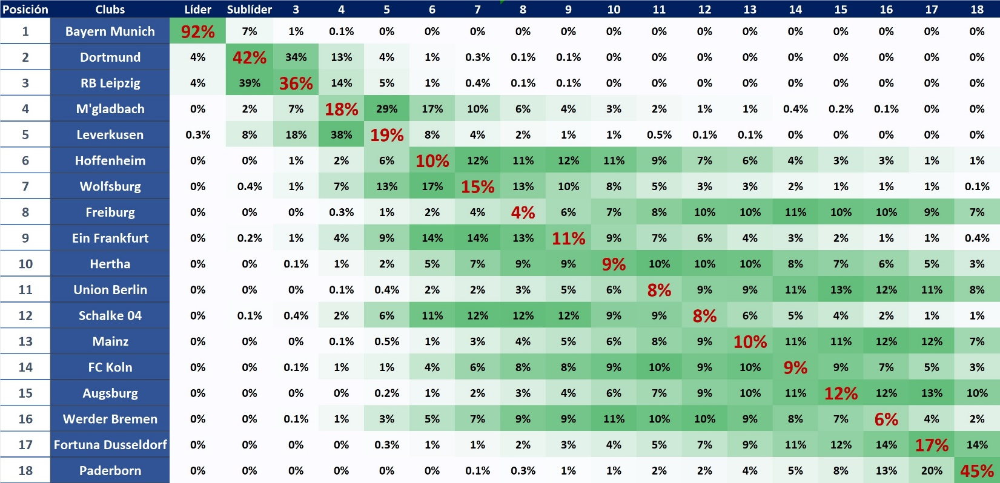 Posición Clubs Líder Sublíder 3 4 5 6 7 8 9 10 11 12 13 14 15 16 17 18
1 Bayern Munich 92% 7% 1% 0.1% 0% 0% 0% 0% 0% 0% 0% 0% 0% 0% 0% 0% 0% 0%
2 Dortmund 4% 42% 34% 13% 4% 1% 0.3% 0.1% 0.1% 0% 0% 0% 0% 0% 0% 0% 0% 0%
3 RB Leipzig 4% 39% 36% 14% 5% 1% 0.4% 0.1% 0.1% 0% 0% 0% 0% 0% 0% 0% 0% 0%
4 M'gladbach 0% 2% 7% 18% 29% 17% 10% 6% 4% 3% 2% 1% 1% 0.4% 0.2% 0.1% 0% 0%
5 Leverkusen 0.3% 8% 18% 38% 19% 8% 4% 2% 1% 1% 0.5% 0.1% 0.1% 0% 0% 0% 0% 0%
6 Hoffenheim 0% 0% 1% 2% 6% 10% 12% 11% 12% 11% 9% 7% 6% 4% 3% 3% 1% 1%
7 Wolfsburg 0% 0.4% 1% 7% 13% 17% 15% 13% 10% 8% 5% 3% 3% 2% 1% 1% 1% 0.1%
8 Freiburg 0% 0% 0% 0.3% 1% 2% 4% 4% 6% 7% 8% 10% 10% 11% 10% 10% 9% 7%
9 Ein Frankfurt 0% 0.2% 1% 4% 9% 14% 14% 13% 11% 9% 7% 6% 4% 3% 2% 1% 1% 0.4%
10 Hertha 0% 0% 0.1% 1% 2% 5% 7% 9% 9% 9% 10% 10% 10% 8% 7% 6% 5% 3%
11 Union Berlin 0% 0% 0% 0.1% 0.4% 2% 2% 3% 5% 6% 8% 9% 9% 11% 13% 12% 11% 8%
12 Schalke 04 0% 0.1% 0.4% 2% 6% 11% 12% 12% 12% 9% 9% 8% 6% 5% 4% 2% 1% 1%
13 Mainz 0% 0% 0% 0.1% 0.5% 1% 3% 4% 5% 6% 8% 9% 10% 11% 11% 12% 12% 7%
14 FC Koln 0% 0% 0.1% 1% 1% 4% 6% 8% 8% 9% 10% 9% 10% 9% 9% 7% 5% 3%
15 Augsburg 0% 0% 0% 0% 0.2% 1% 2% 3% 4% 6% 7% 9% 10% 11% 12% 12% 13% 10%
16 Werder Bremen 0% 0% 0.1% 1% 3% 5% 7% 9% 9% 11% 10% 10% 9% 8% 7% 6% 4% 2%
17 Fortuna Dusseldorf 0% 0% 0% 0% 0.3% 1% 1% 2% 3% 4% 5% 7% 9% 11% 12% 14% 17% 14%
18 Paderborn 0% 0% 0% 0% 0% 0% 0.1% 0.3% 1% 1% 2% 2% 4% 5% 8% 13% 20% 45%